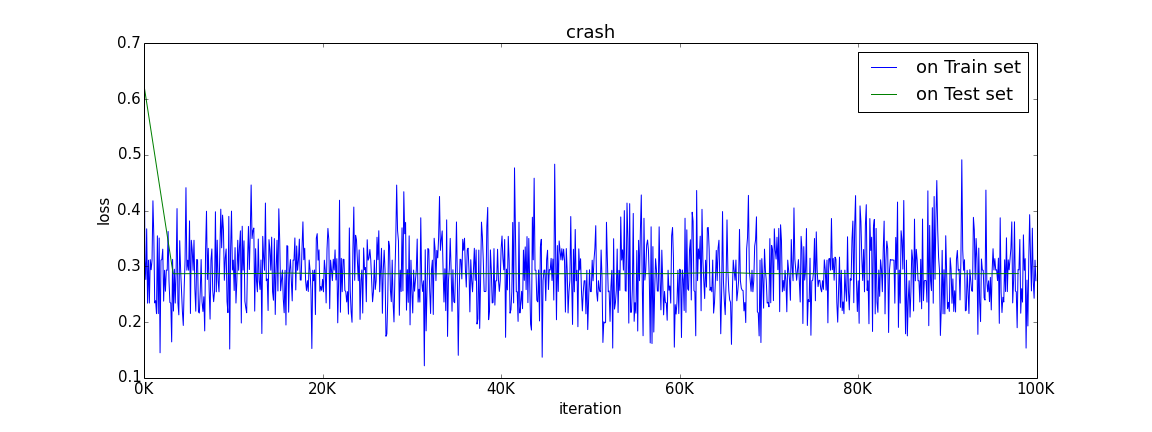 crash
0.7
0.6
0.5
0.4
0.3
0.2
0.1
loss
on Train set
on Test set
0K 20K 40K 60K 80K 100K
iteration